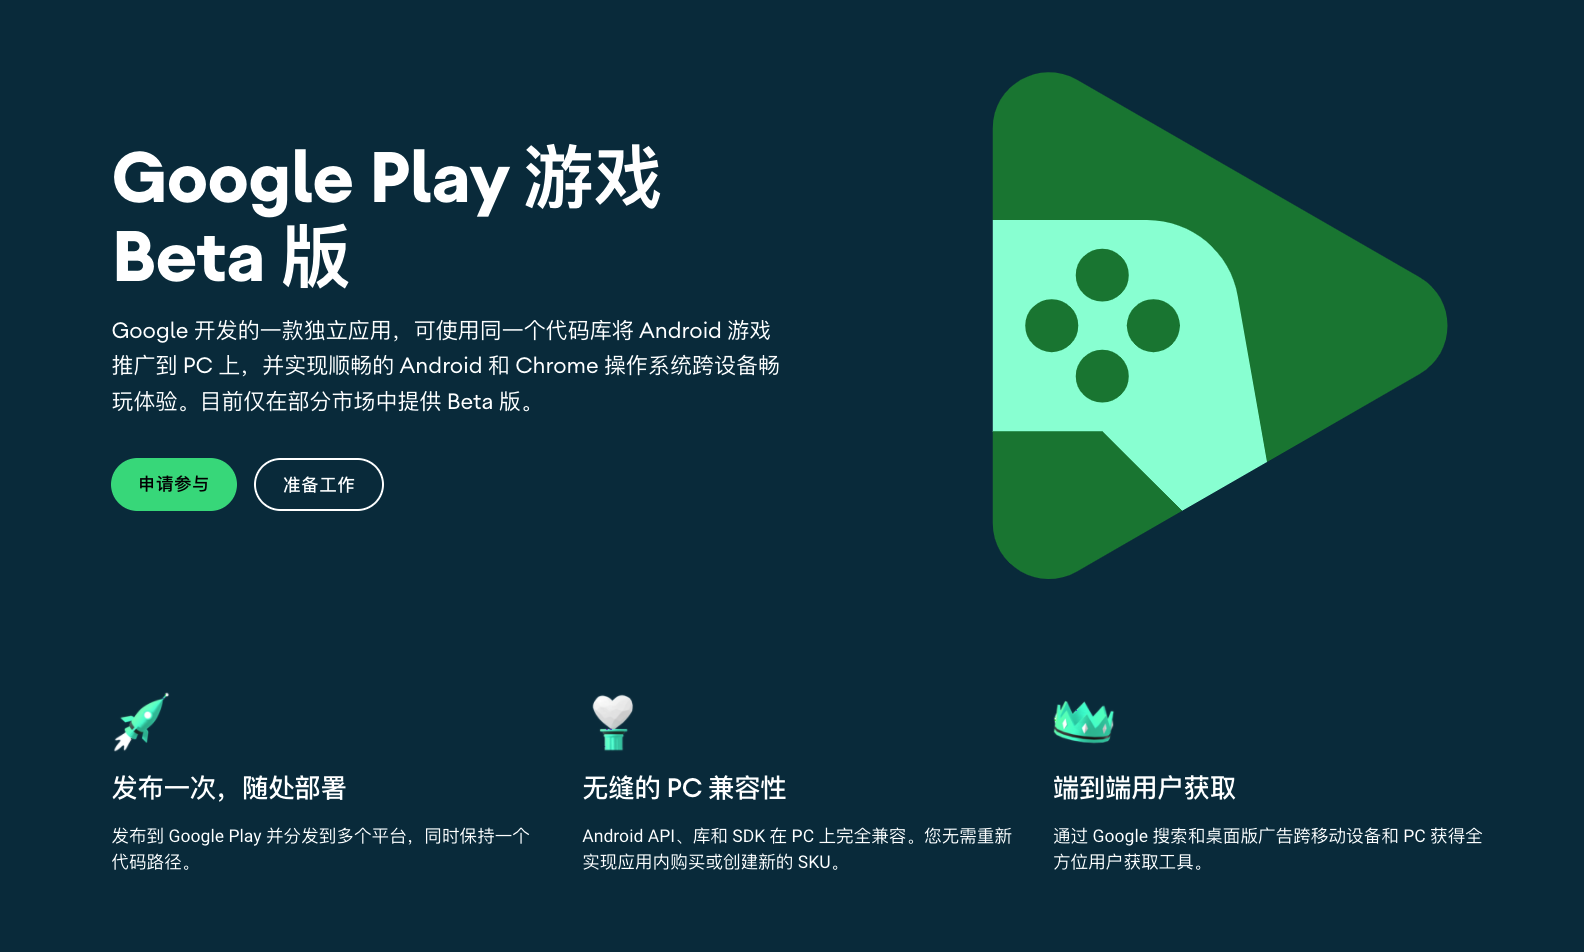 Google Play 游戏
Beta 版
Google 开发的一款独立应用，可使用同一个代码库将 Android 游戏
推广到 PC 上，并实现顺畅的 Android 和 Chrome 操作系统跨设备畅
玩体验。目前仅在部分市场中提供 Beta 版。
申请参与
准备工作
发布一次，随处部署
发布到 Google Play 并分发到多个平台，同时保持一个
代码路径。
无缝的 PC 兼容性
Android API、库和 SDK 在 PC 上完全兼容。您无需重新
实现应用内购买或创建新的 SKU。
端到端用户获取
通过 Google 搜索和桌面版广告跨移动设备和 PC 获得全
方位用户获取工具。